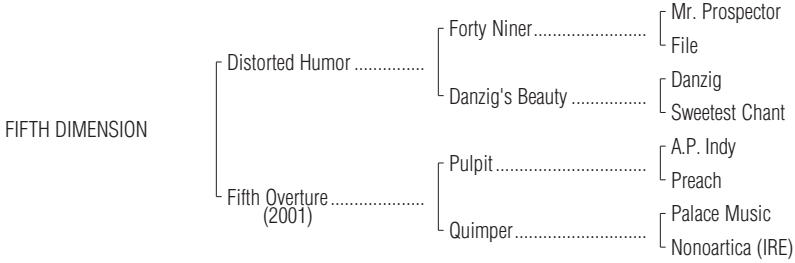 Mr. Prospector
Forty Niner..........................
File
Distorted Humor ................
Danzig
Danzig's Beauty .................
Sweetest Chant
FIFTH DIMENSION
A.P. Indy
Pulpit...................................
Preach
Fifth Overture......................
(2001)
Palace Music
Quimper..............................
Nonoartica (IRE)